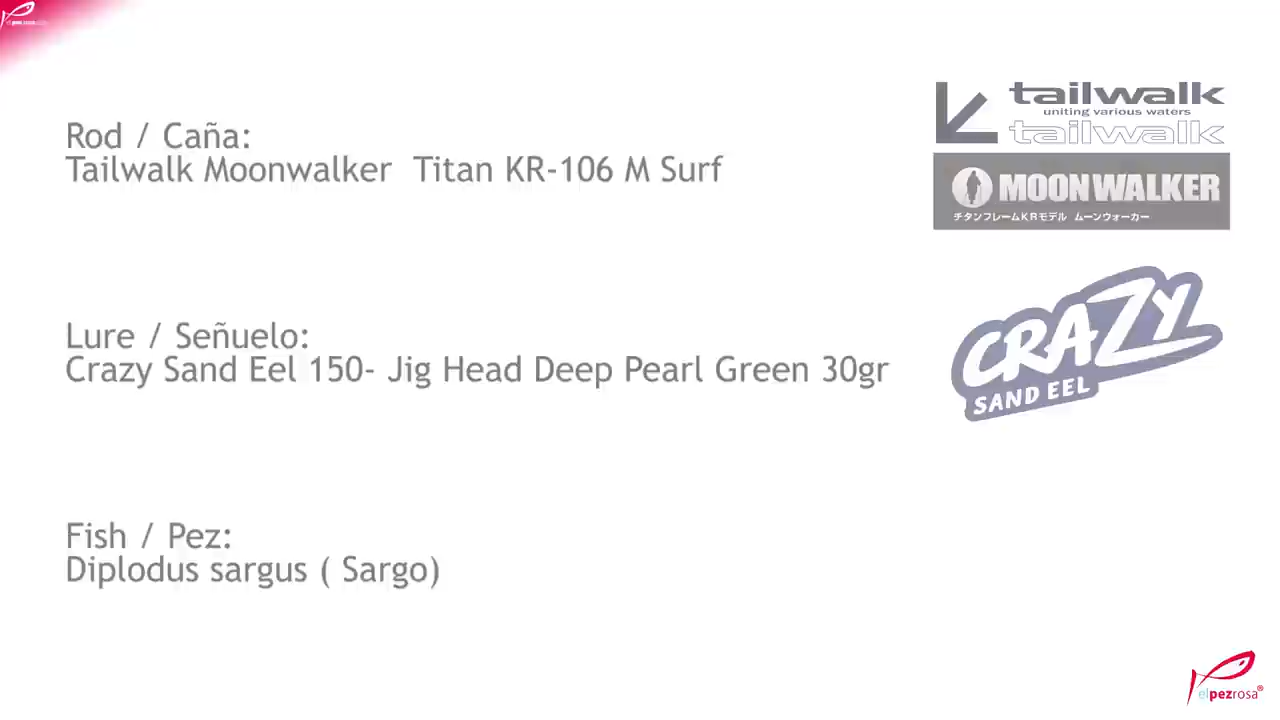 elpezrosa
Rod / Caña:
Tailwalk Moonwalker  Titan KR-106 M Surf
tailwalk
uniting various waters
tailwalk
MOONWALKER
チタンフレームKRモデル ムーンウォーカー
Lure / Señuelo:
Crazy Sand Eel 150- Jig Head Deep Pearl Green 30gr
CRAZY
SAND EEL
Fish / Pez:
Diplodus sargus ( Sargo)
elpezrosa®